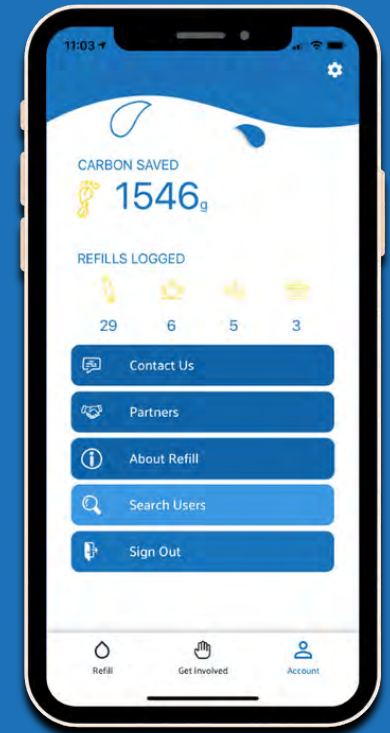 11:03
CARBON SAVED
1546g
REFILLS LOGGED
29 6 5 3
Contact Us
Partners
About Refill
Search Users
Sign Out
Refill Get Involved Account